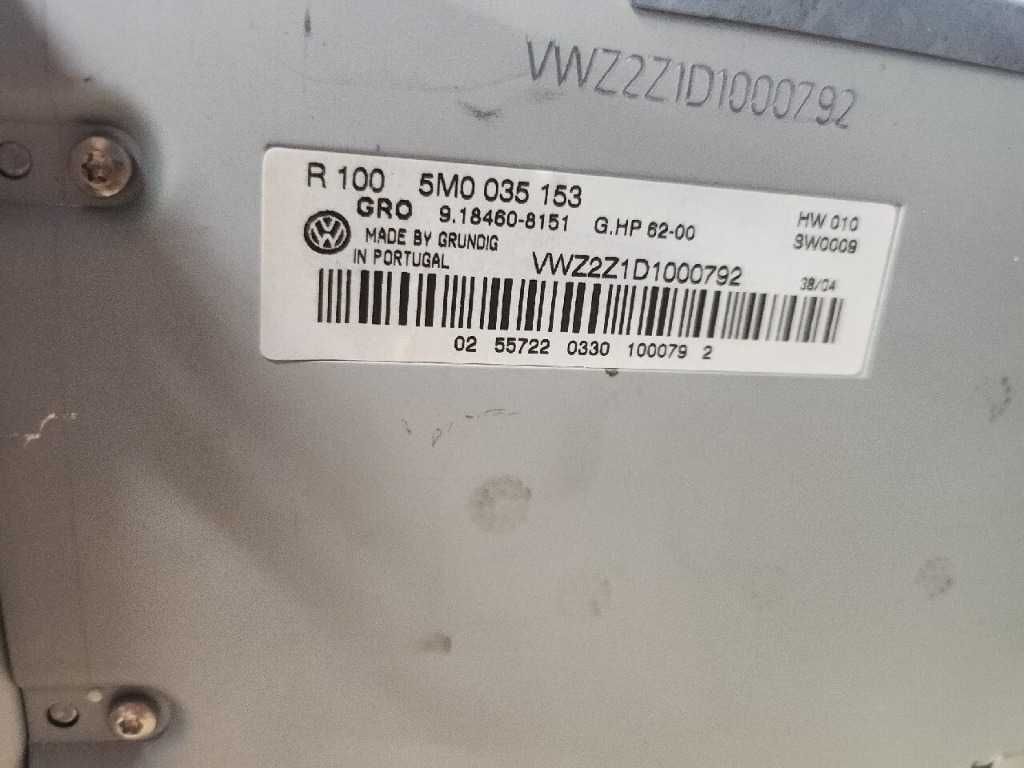 VWZ2Z1D1000792
R 100 5M0 035 153
GRO 9.18460-8151 G.HP 62-00 HW 010
MADE BY GRUNDIG SW0009
IN PORTUGAL VWZ2Z1D1000792 38/04
02 55722 0330 100079 2